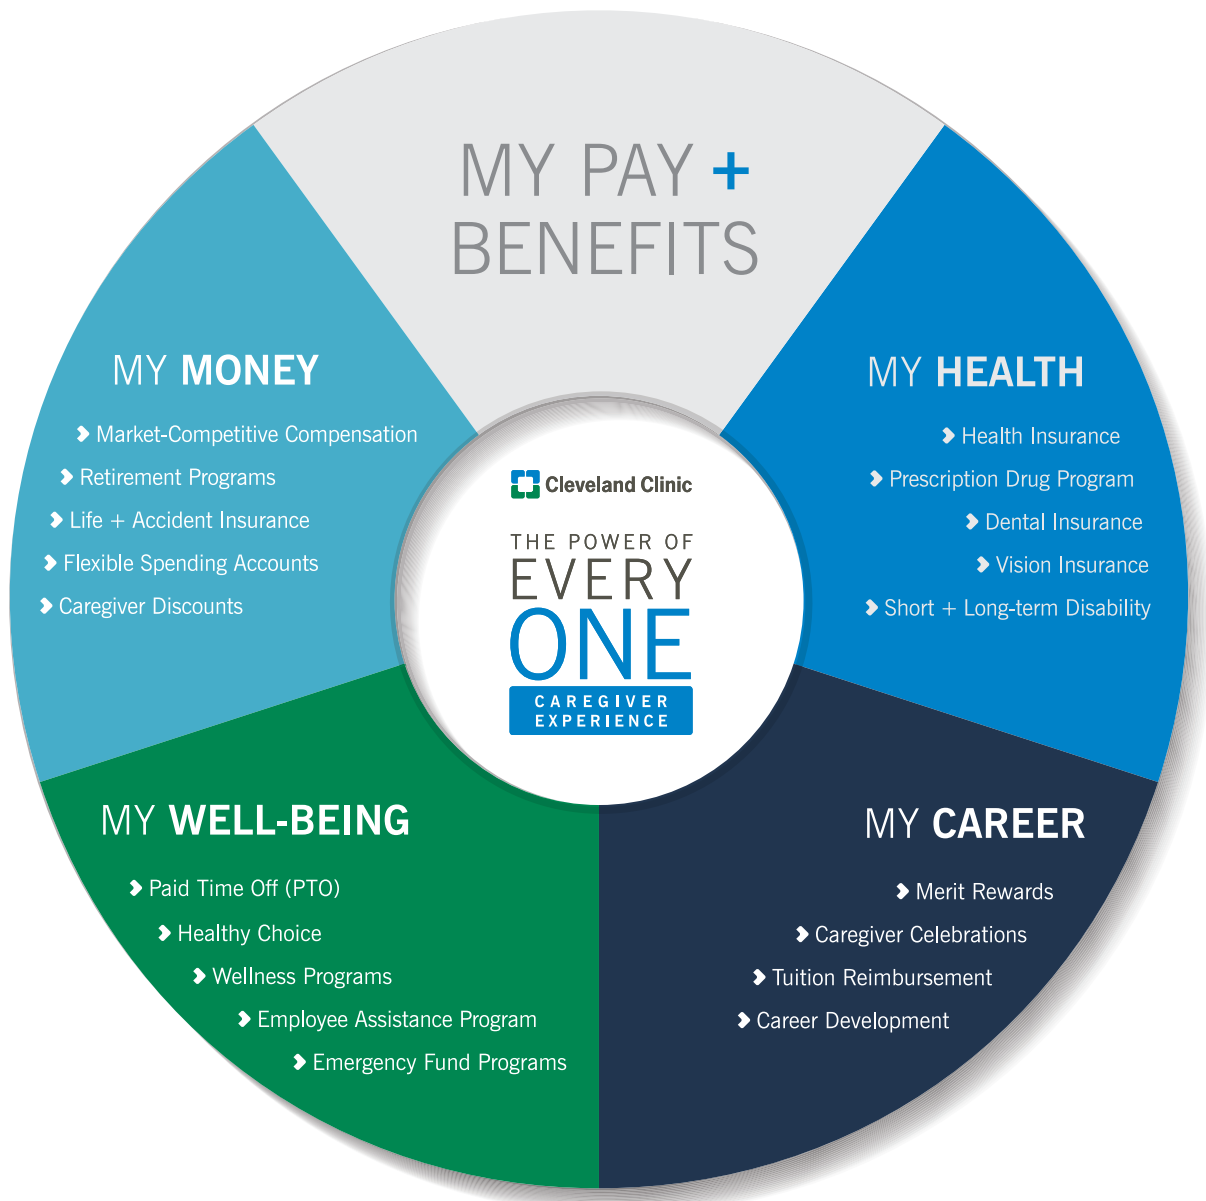 MY PAY +
BENEFITS
MY MONEY
Market-Competitive Compensation
Retirement Programs
Life + Accident Insurance
Flexible Spending Accounts
Caregiver Discounts
MY HEALTH
Health Insurance
Prescription Drug Program
Dental Insurance
Vision Insurance
Short + Long-term Disability
Cleveland Clinic
THE POWER OF
EVERY
ONE
CAREGIVER
EXPERIENCE
MY WELL-BEING
Paid Time Off (PTO)
Healthy Choice
Wellness Programs
Employee Assistance Program
Emergency Fund Programs
MY CAREER
Merit Rewards
Caregiver Celebrations
Tuition Reimbursement
Career Development